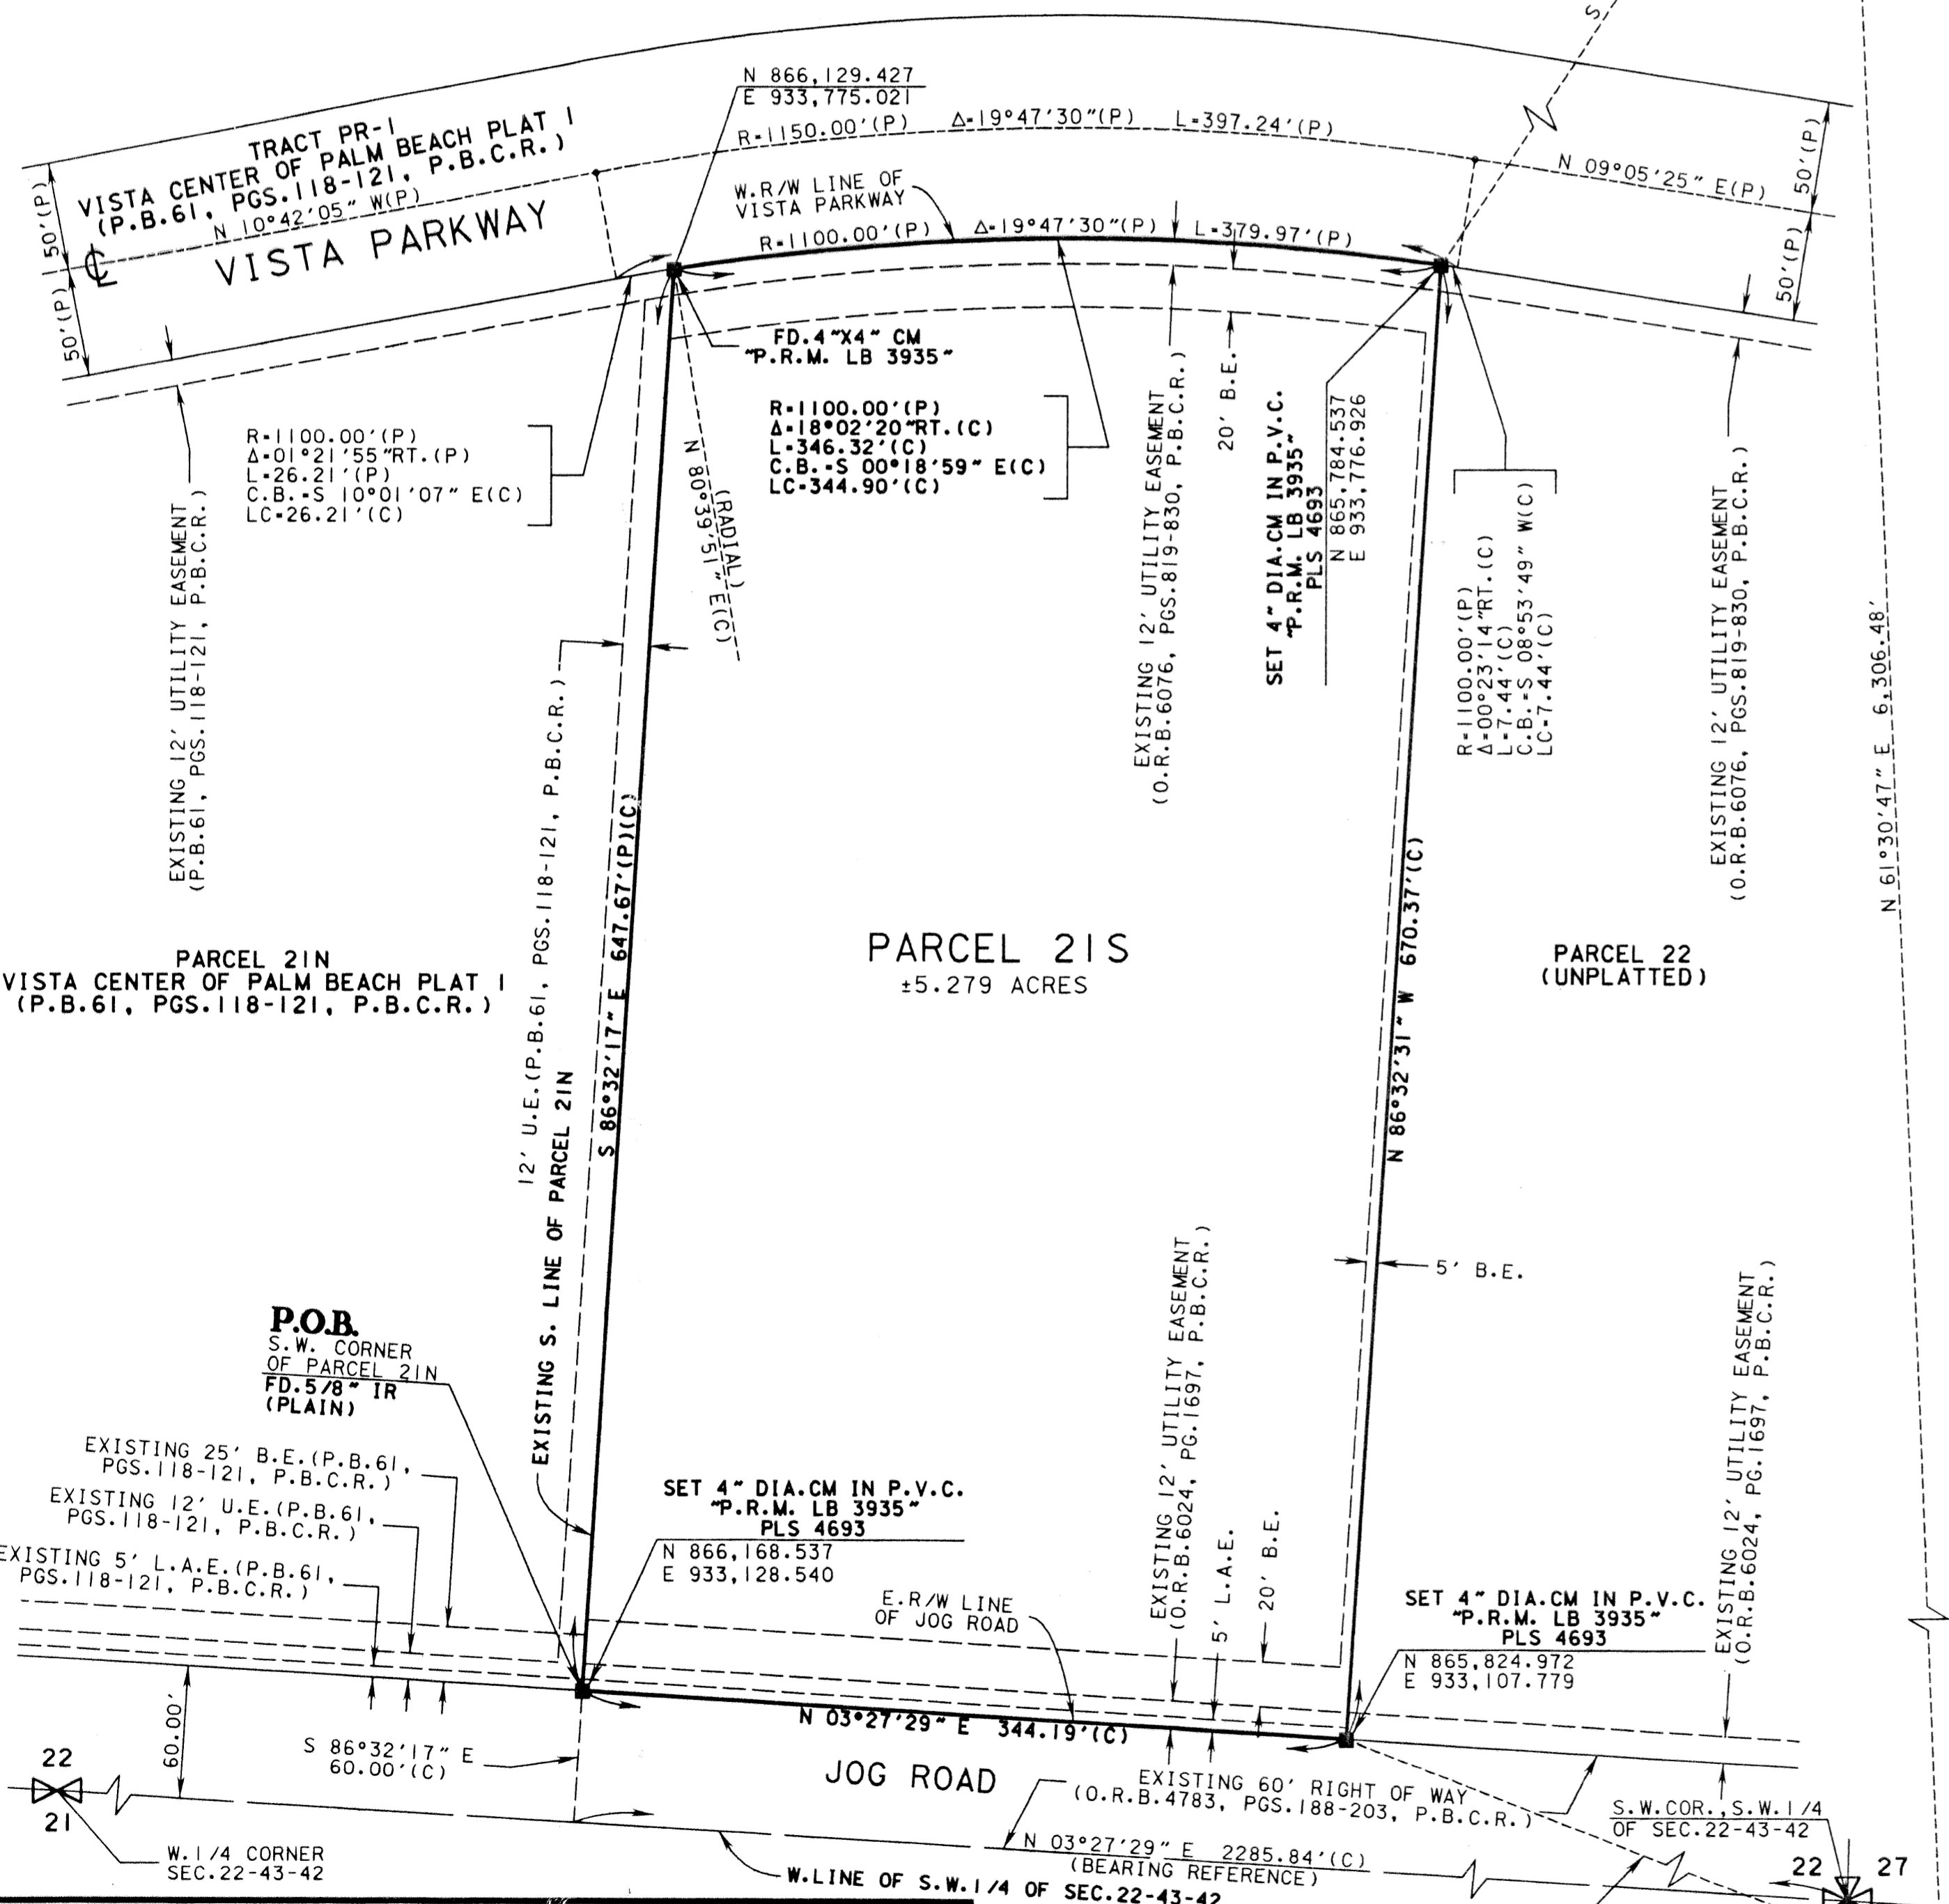 N 866,129.427
E 933,775.021
TRACT PR-1
VISTA CENTER OF PALM BEACH PLAT 1
(P.B.61, PGS.118-121, P.B.C.R.)
N 10°42'05" W(P)
VISTA PARKWAY
50'(P)
50'(P)
R=1150.00'(P) Δ=19°47'30"(P) L=397.24'(P)
N 09°05'25" E(P)
50'(P)
50'(P)
S
W.R/W LINE OF
VISTA PARKWAY
R=1100.00'(P) Δ=19°47'30"(P) L=379.97'(P)
FD.4"X4" CM
"P.R.M. LB 3935"
R=1100.00'(P)
Δ=01°21'55"RT.(P)
L=26.21'(P)
C.B.=S 10°01'07" E(C)
LC=26.21'(C)
R=1100.00'(P)
Δ=18°02'20"RT.(C)
L=346.32'(C)
C.B.=S 00°18'59" E(C)
LC=344.90'(C)
(RADIAL)
N 80°39'51" E(C)
20' B.E.
EXISTING 12' UTILITY EASEMENT
(O.R.B.6076, PGS.819-830, P.B.C.R.)
SET 4" DIA.CM IN P.V.C.
"P.R.M. LB 3935"
PLS 4693
N 865,784.537
E 933,776.926
R=1100.00'(P)
Δ=00°23'14"RT.(C)
L=7.44'(C)
C.B.=S 08°53'49" W(C)
LC=7.44'(C)
EXISTING 12' UTILITY EASEMENT
(O.R.B.6076, PGS.819-830, P.B.C.R.)
N 61°30'47" E 6,306.48'
EXISTING 12' UTILITY EASEMENT
(P.B.61, PGS.118-121, P.B.C.R.)
12' U.E.(P.B.61, PGS.118-121, P.B.C.R.)
S 86°32'17" E 647.67'(P)(C)
EXISTING S. LINE OF PARCEL 21N
N 86°32'31" W 670.37'(C)
PARCEL 21N
VISTA CENTER OF PALM BEACH PLAT 1
(P.B.61, PGS.118-121, P.B.C.R.)
PARCEL 21S
±5.279 ACRES
PARCEL 22
(UNPLATTED)
5' B.E.
P.O.B.
S.W. CORNER
OF PARCEL 21N
FD.5/8" IR
(PLAIN)
EXISTING 25' B.E.(P.B.61,
PGS.118-121, P.B.C.R.)
EXISTING 12' U.E.(P.B.61,
PGS.118-121, P.B.C.R.)
EXISTING 5' L.A.E.(P.B.61,
PGS.118-121, P.B.C.R.)
SET 4" DIA.CM IN P.V.C.
"P.R.M. LB 3935"
PLS 4693
N 866,168.537
E 933,128.540
E.R/W LINE
OF JOG ROAD
EXISTING 12' UTILITY EASEMENT
(O.R.B.6024, PG.1697, P.B.C.R.)
5' L.A.E.
20' B.E.
SET 4" DIA.CM IN P.V.C.
"P.R.M. LB 3935"
PLS 4693
N 865,824.972
E 933,107.779
EXISTING 12' UTILITY EASEMENT
(O.R.B.6024, PG.1697, P.B.C.R.)
N 03°27'29" E 344.19'(C)
60.00'
S 86°32'17" E
60.00'(C)
JOG ROAD
EXISTING 60' RIGHT OF WAY
(O.R.B.4783, PGS.188-203, P.B.C.R.)
S.W.COR.,S.W.1/4
OF SEC.22-43-42
22
21
W.1/4 CORNER
SEC.22-43-42
N 03°27'29" E 2285.84'(C)
(BEARING REFERENCE)
W.LINE OF S.W.1/4 OF SEC.22-43-42
22 27